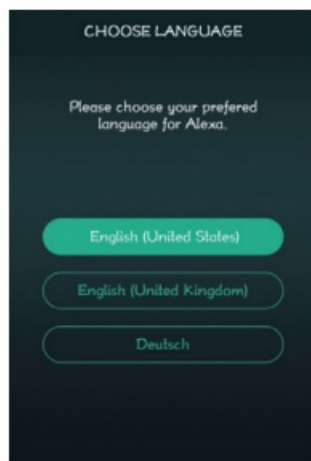 CHOOSE LANGUAGE
Please choose your prefered
language for Alexa.
English (United States)
English (United Kingdom)
Deutsch